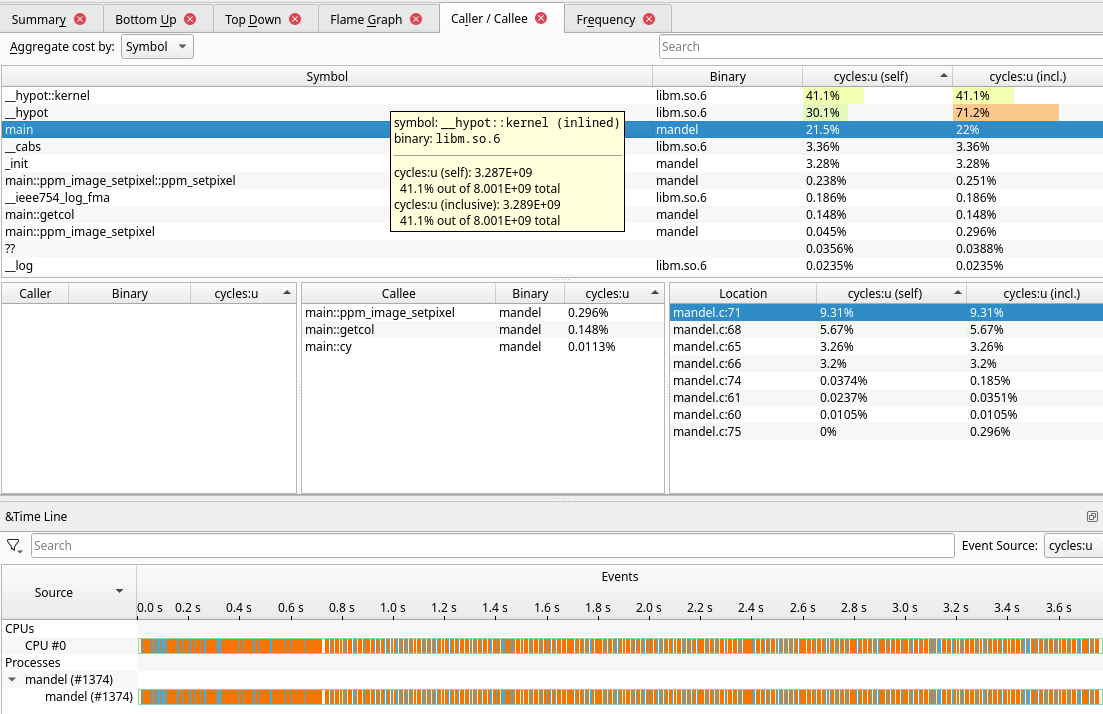 Summary Bottom Up Top Down Flame Graph Caller / Callee Frequency
Aggregate cost by: Symbol Search
Symbol Binary cycles:u (self) cycles:u (incl.)
__hypot::kernel libm.so.6 41.1% 41.1%
__hypot libm.so.6 30.1% 71.2%
main mandel 21.5% 22%
__cabs libm.so.6 3.36% 3.36%
_init mandel 3.28% 3.28%
main::ppm_image_setpixel::ppm_setpixel mandel 0.238% 0.251%
__ieee754_log_fma libm.so.6 0.186% 0.186%
main::getcol mandel 0.148% 0.148%
main::ppm_image_setpixel mandel 0.045% 0.296%
?? 0.0356% 0.0388%
__log libm.so.6 0.0235% 0.0235%
symbol: __hypot::kernel (inlined)
binary: libm.so.6
cycles:u (self): 3.287E+09
41.1% out of 8.001E+09 total
cycles:u (inclusive): 3.289E+09
41.1% out of 8.001E+09 total
Caller Binary cycles:u
Callee Binary cycles:u
main::ppm_image_setpixel mandel 0.296%
main::getcol mandel 0.148%
main::cy mandel 0.0113%
Location cycles:u (self) cycles:u (incl.)
mandel.c:71 9.31% 9.31%
mandel.c:68 5.67% 5.67%
mandel.c:65 3.26% 3.26%
mandel.c:66 3.2% 3.2%
mandel.c:74 0.0374% 0.185%
mandel.c:61 0.0237% 0.0351%
mandel.c:60 0.0105% 0.0105%
mandel.c:75 0% 0.296%
&Time Line
Search Event Source: cycles:u
Source Events
0.0 s 0.2 s 0.4 s 0.6 s 0.8 s 1.0 s 1.2 s 1.4 s 1.6 s 1.8 s 2.0 s 2.2 s 2.4 s 2.6 s 2.8 s 3.0 s 3.2 s 3.4 s 3.6 s
CPUs
CPU #0
Processes
mandel (#1374)
mandel (#1374)